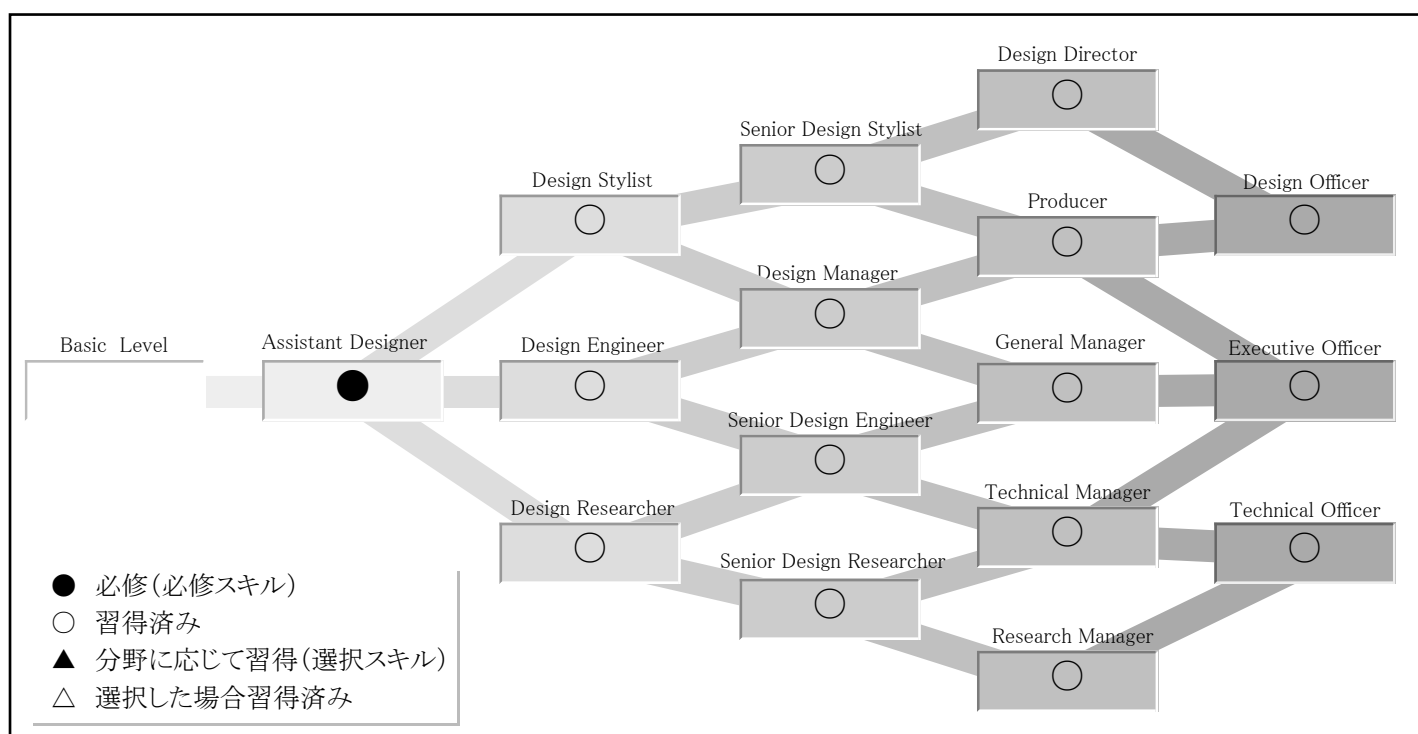 Design Director
Senior Design Stylist
Design Stylist
Design Officer
Producer
Design Manager
Basic Level
Assistant Designer
Design Engineer
General Manager
Executive Officer
Senior Design Engineer
Design Researcher
Technical Manager
Technical Officer
Senior Design Researcher
Research Manager
● 必修(必修スキル)
○ 習得済み
▲ 分野に応じて習得(選択スキル)
△ 選択した場合習得済み